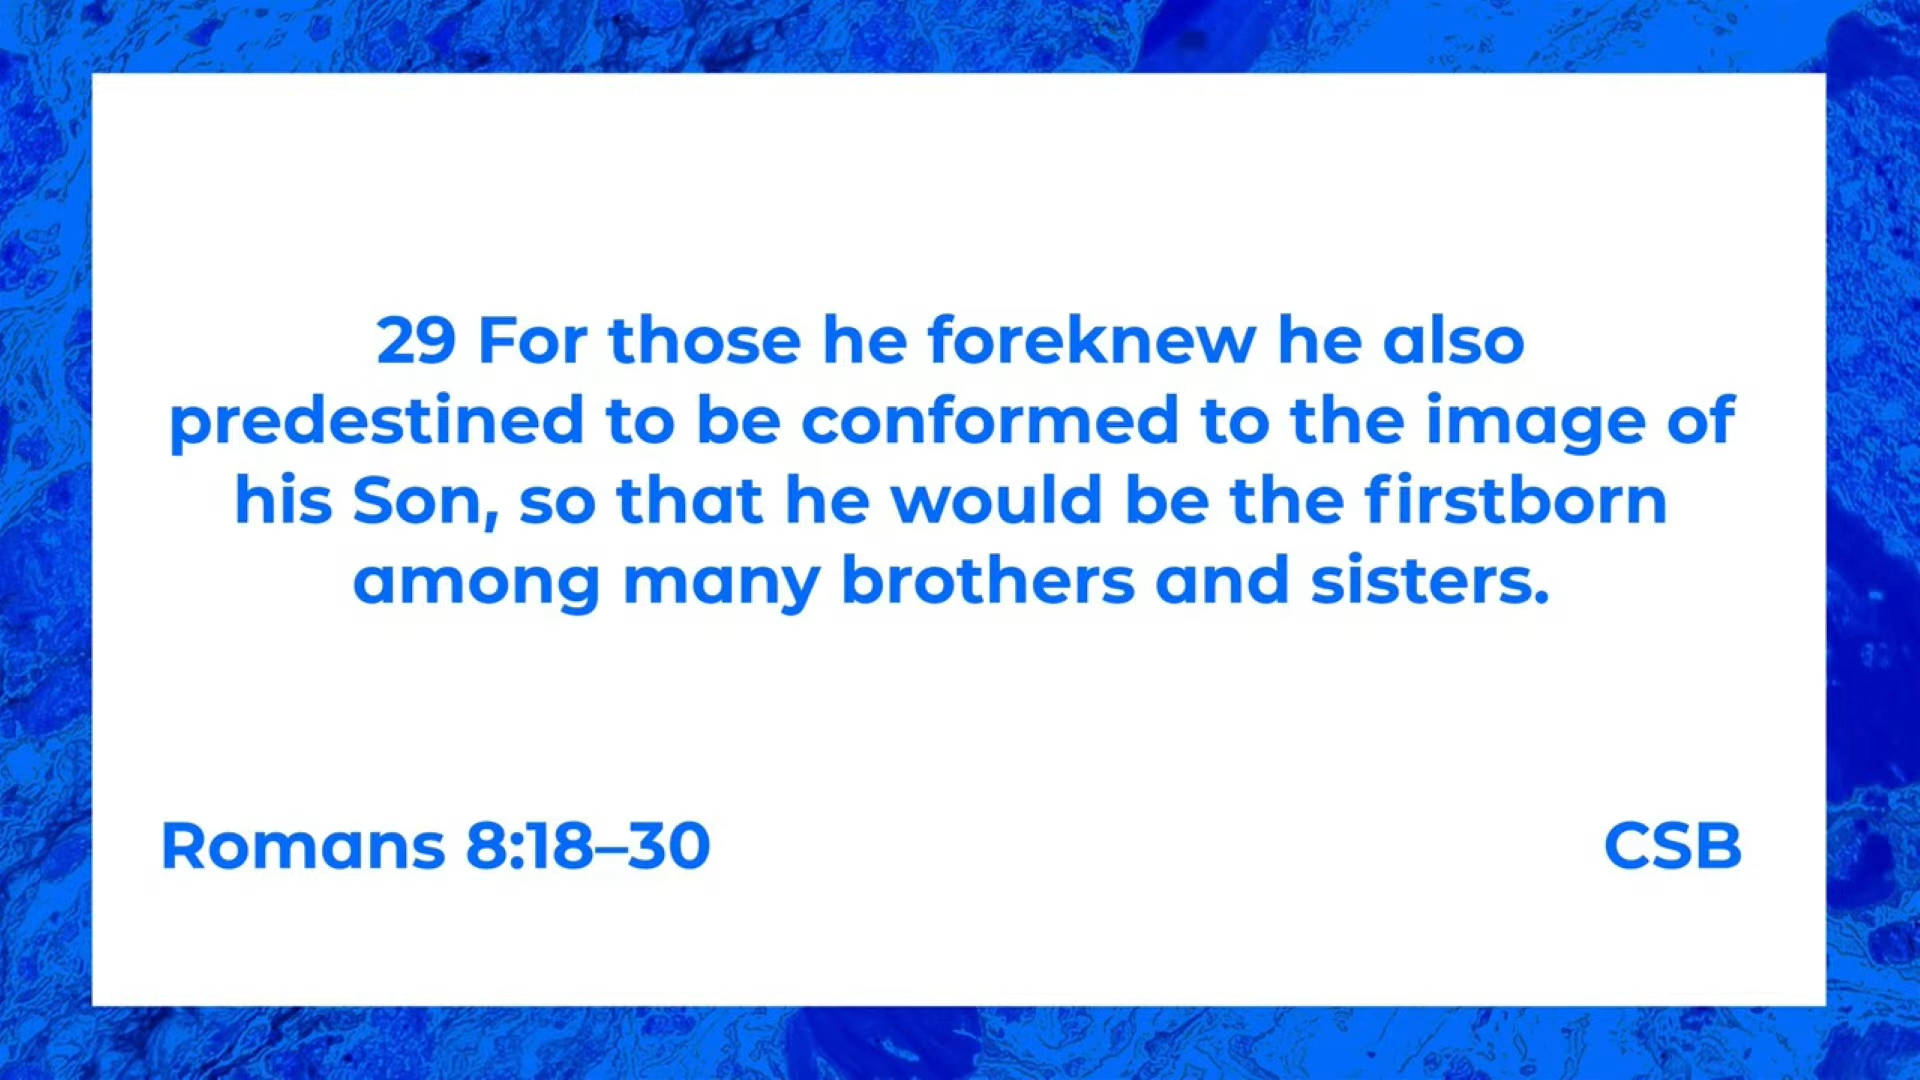 29 For those he foreknew he also
predestined to be conformed to the image of
his Son, so that he would be the firstborn
among many brothers and sisters.
Romans 8:18–30
CSB